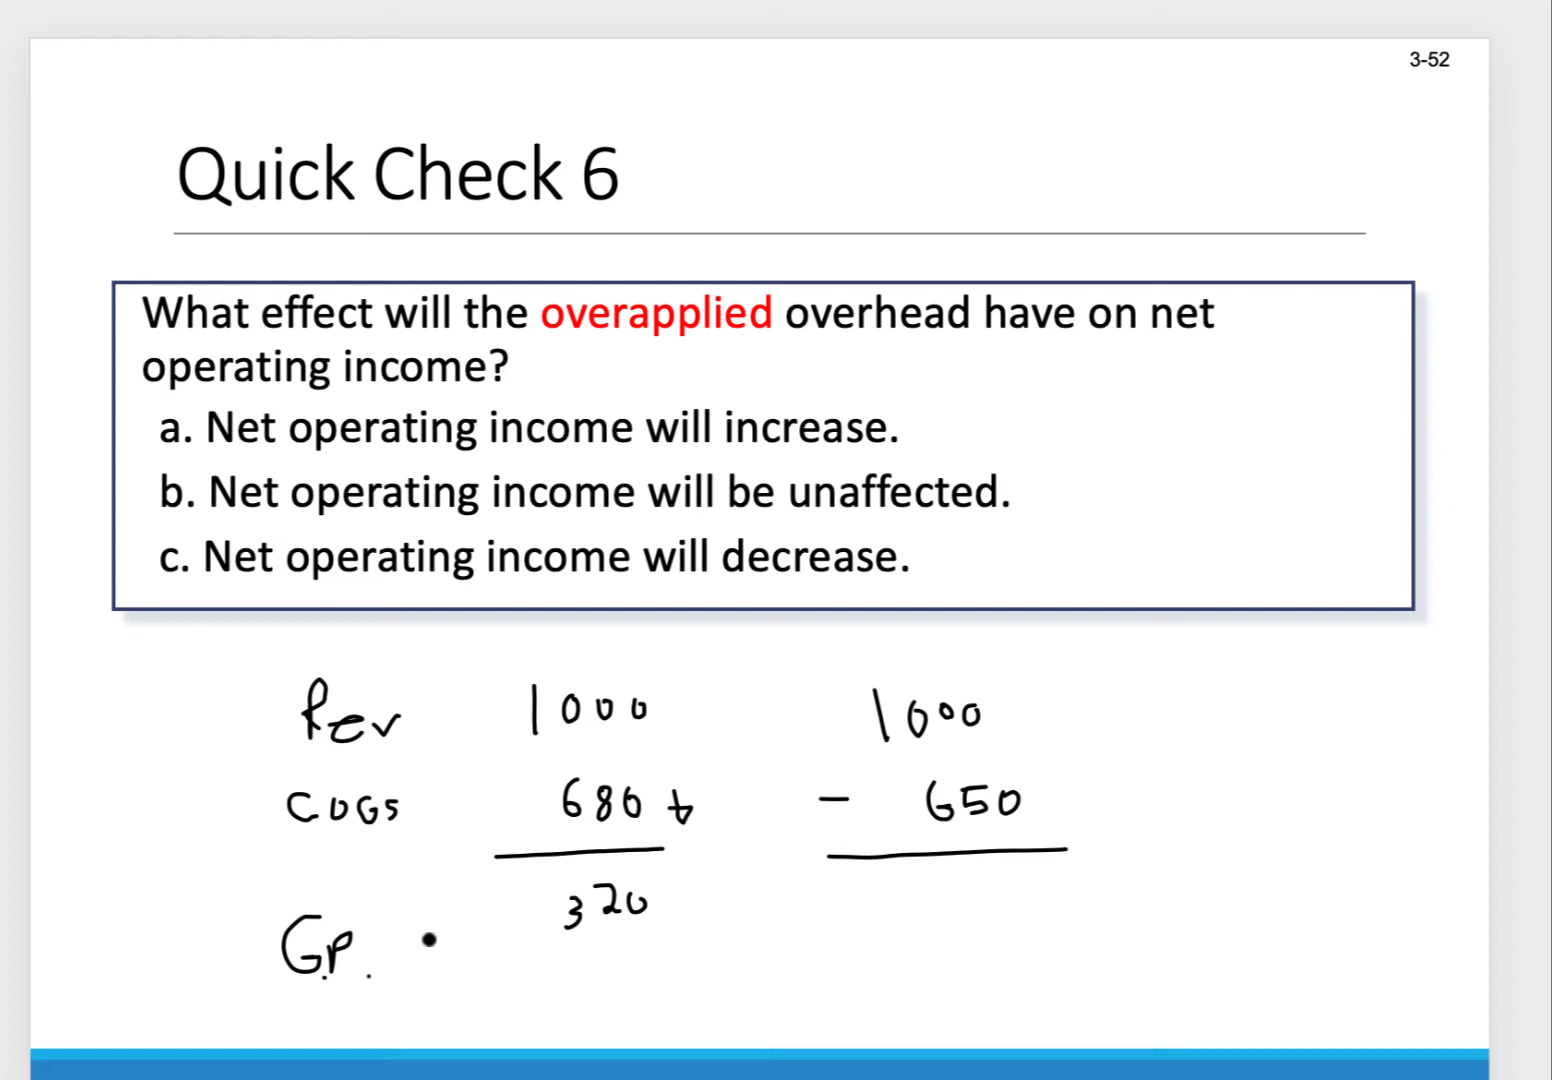 3-52
Quick Check 6
What effect will the overapplied overhead have on net
operating income?
a. Net operating income will increase.
b. Net operating income will be unaffected.
c. Net operating income will decrease.
Rev 1000 1000
COGS 680 - 650
320
G.P.